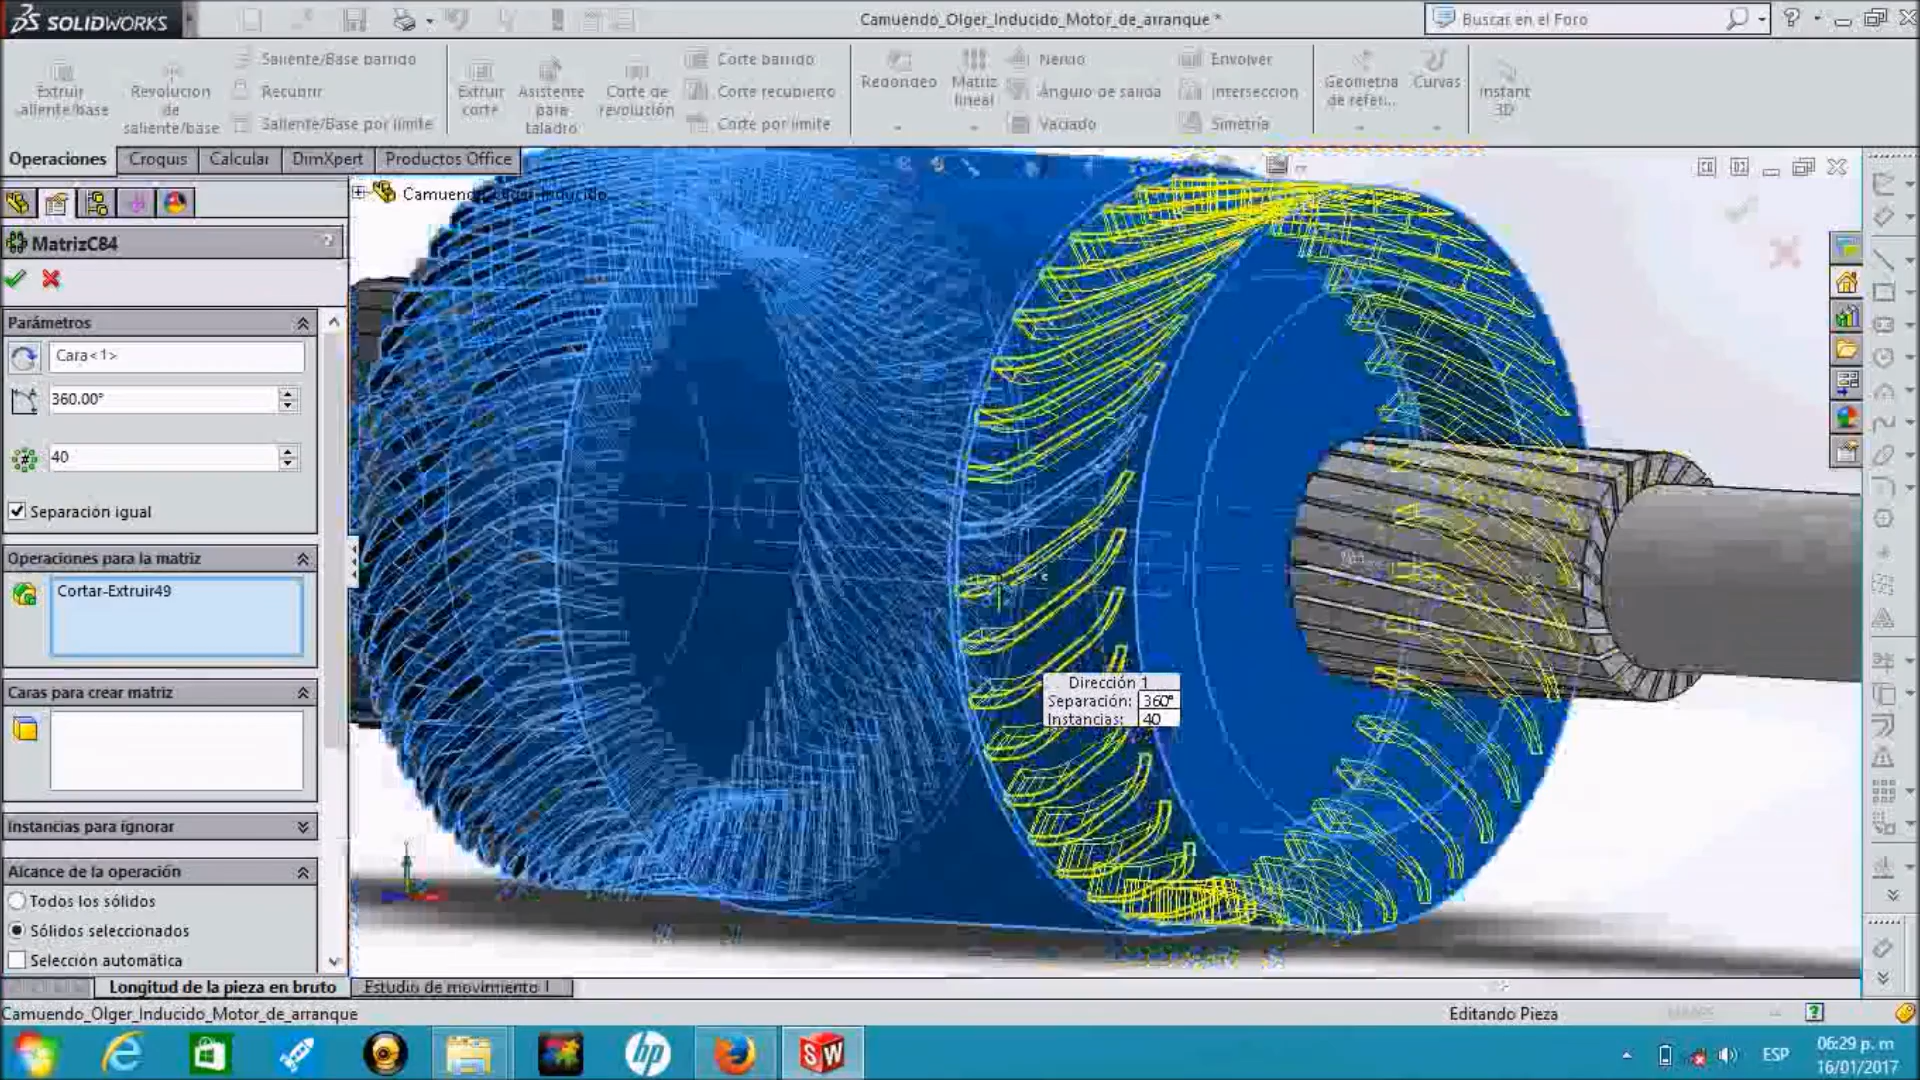 SOLIDWORKS
Camuendo_Olger_Inducido_Motor_de_arranque *
Buscar en el Foro
Extruir
saliente/base
Revolución
de
saliente/base
Saliente/Base barrido
Recubrir
Saliente/Base por límite
Extruir
corte
Asistente
para
taladro
Corte de
revolución
Corte barrido
Corte recubierto
Corte por límite
Redondeo
Matriz
lineal
Nervio
Ángulo de salida
Vaciado
Envolver
Intersección
Simetría
Geometría
de referi...
Curvas
Instant
3D
Operaciones
Croquis
Calcular
DimXpert
Productos Office
MatrizC84
Parámetros
Cara<1>
360.00°
40
Separación igual
Operaciones para la matriz
Cortar-Extruir49
Caras para crear matriz
Instancias para ignorar
Alcance de la operación
Todos los sólidos
Sólidos seleccionados
Selección automática
Dirección 1
Separación: 360°
Instancias: 40
Longitud de la pieza en bruto
Estudio de movimiento 1
Camuendo_Olger_Inducido_Motor_de_arranque
Editando Pieza
hp
SW
ESP
06:29 p. m.
16/01/2017